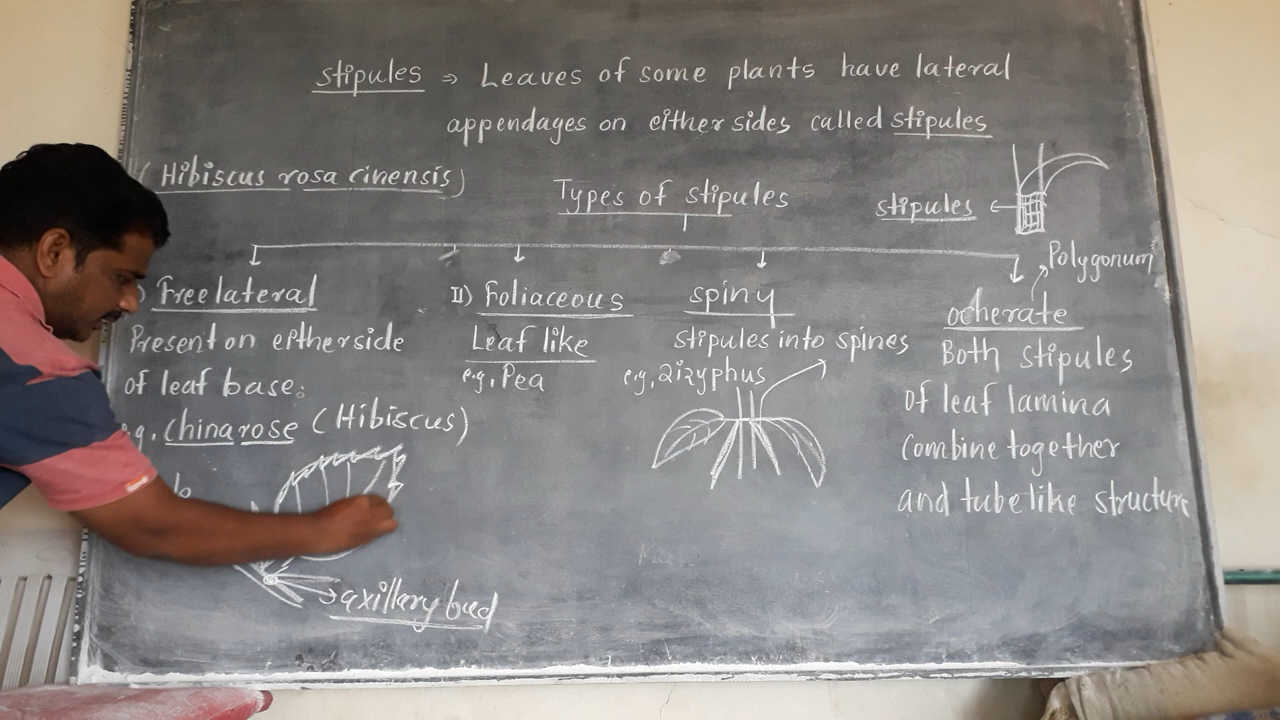 stipules ⇒ Leaves of some plants have lateral
appendages on either sides called stipules
(Hibiscus rosa cinensis)
Types of stipules
stipules
Polygonum
) Freelateral
Present on eitherside
of leaf base:
e.g. chinarose (Hibiscus)
axillary bud
II) Foliaceous
Leaf like
e.g, Pea
spiny
stipules into spines
e.g, zizyphus
ocherate
Both stipules
of leaf lamina
combine together
and tubelike structure